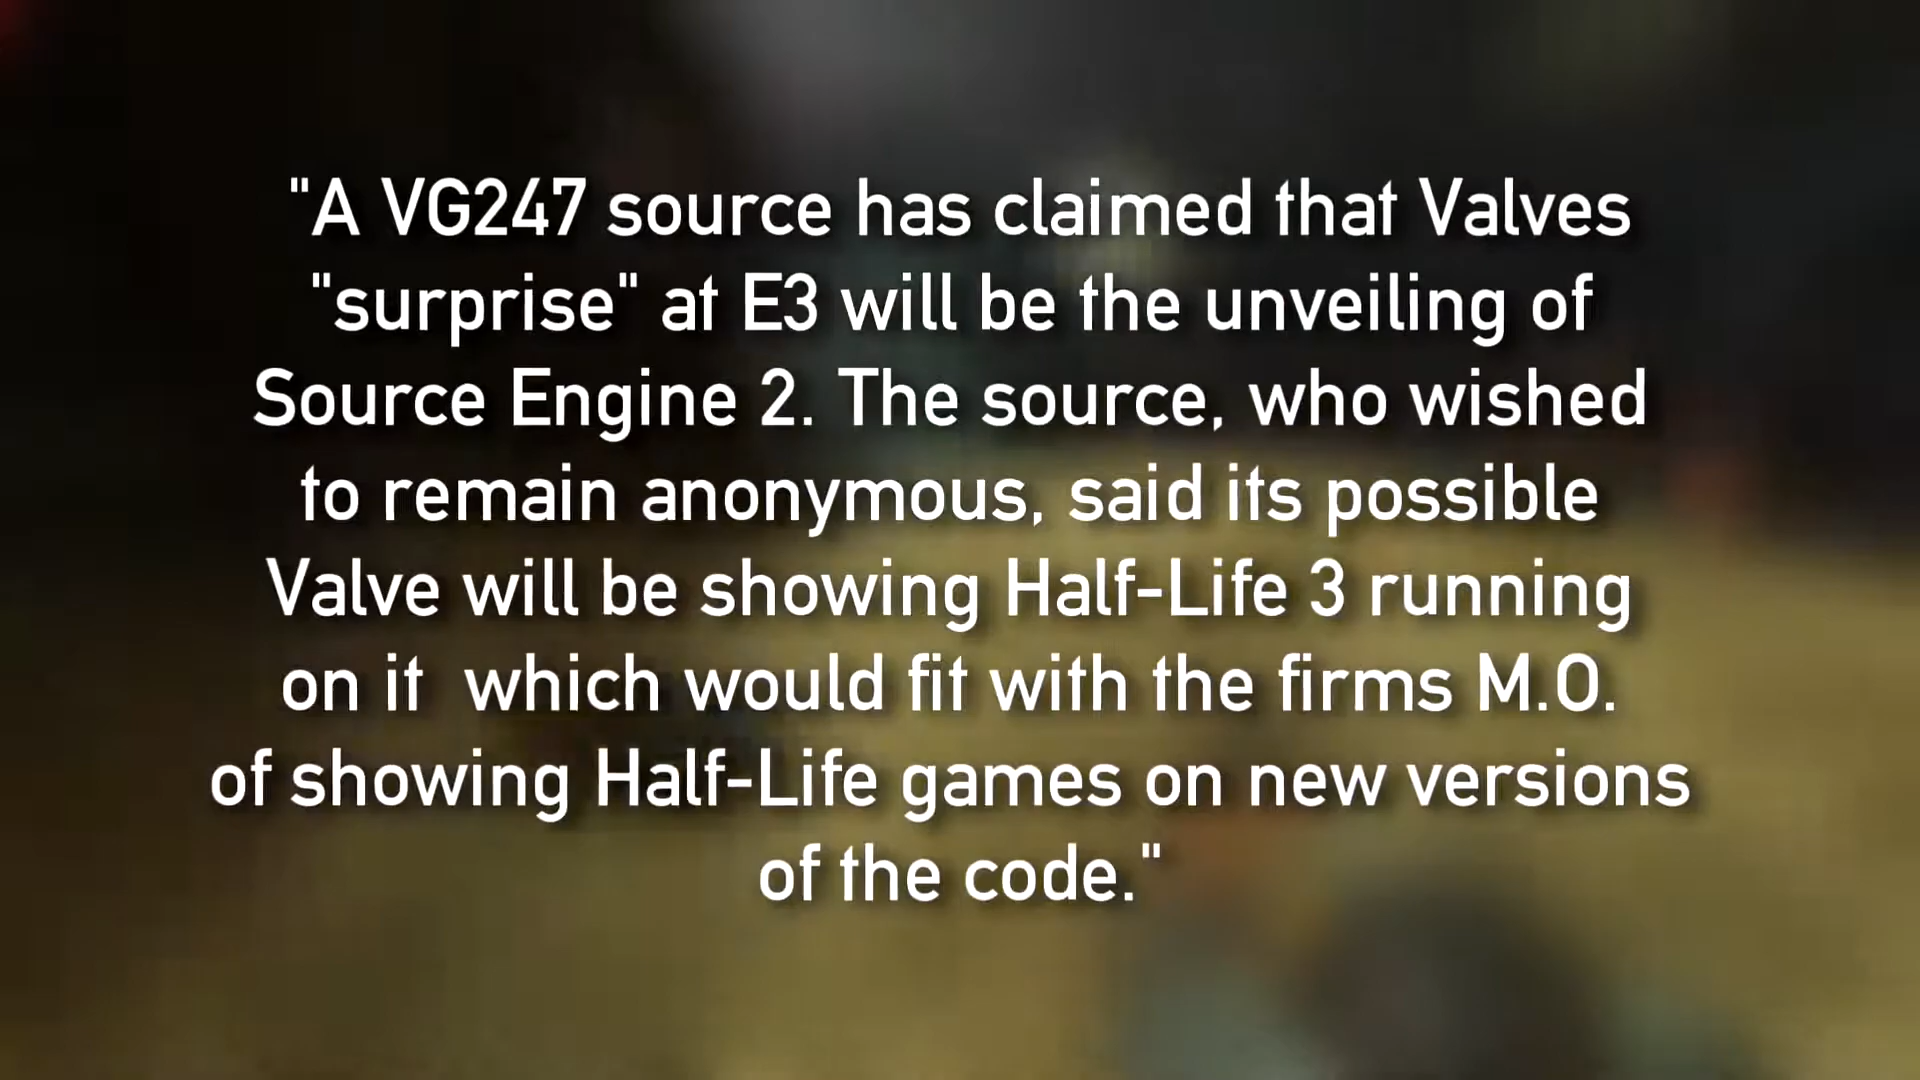 "A VG247 source has claimed that Valves
"surprise" at E3 will be the unveiling of
Source Engine 2. The source, who wished
to remain anonymous, said its possible
Valve will be showing Half-Life 3 running
on it  which would fit with the firms M.O.
of showing Half-Life games on new versions
of the code."